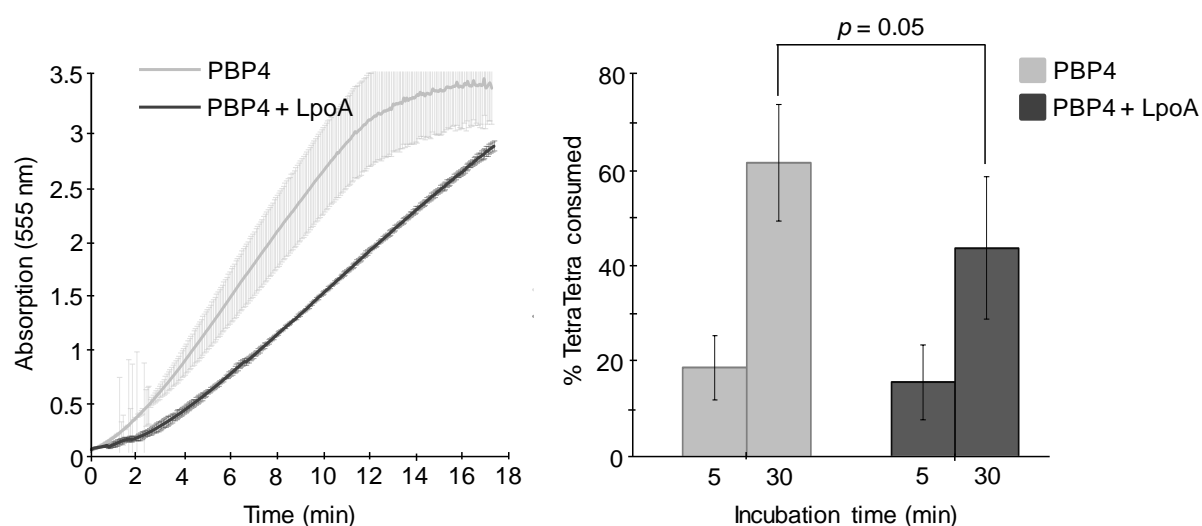 PBP4
PBP4 + LpoA
Absorption (555 nm)
3.5
3
2.5
2
1.5
1
0.5
0
0 2 4 6 8 10 12 14 16 18
Time (min)
p = 0.05
PBP4
PBP4 + LpoA
% TetraTetra consumed
80
60
40
20
0
5 30 5 30
Incubation time (min)